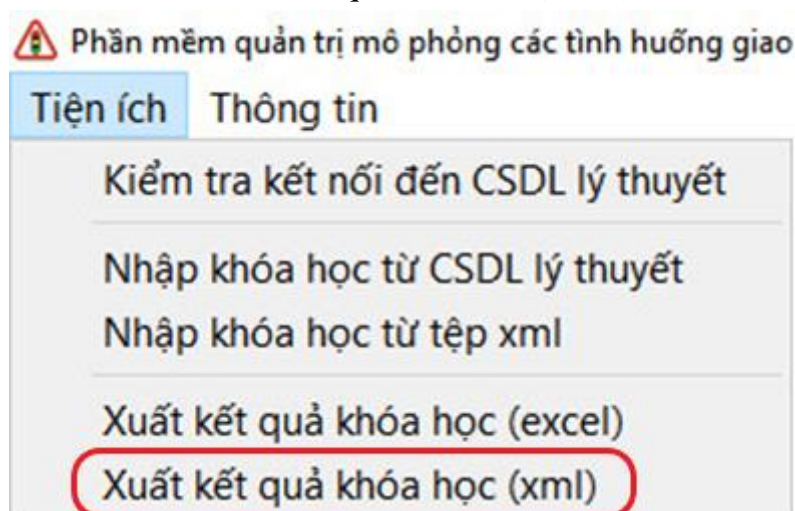 Phần mềm quản trị mô phỏng các tình huống giao
Tiện ích Thông tin
Kiểm tra kết nối đến CSDL lý thuyết
Nhập khóa học từ CSDL lý thuyết
Nhập khóa học từ tệp xml
Xuất kết quả khóa học (excel)
Xuất kết quả khóa học (xml)